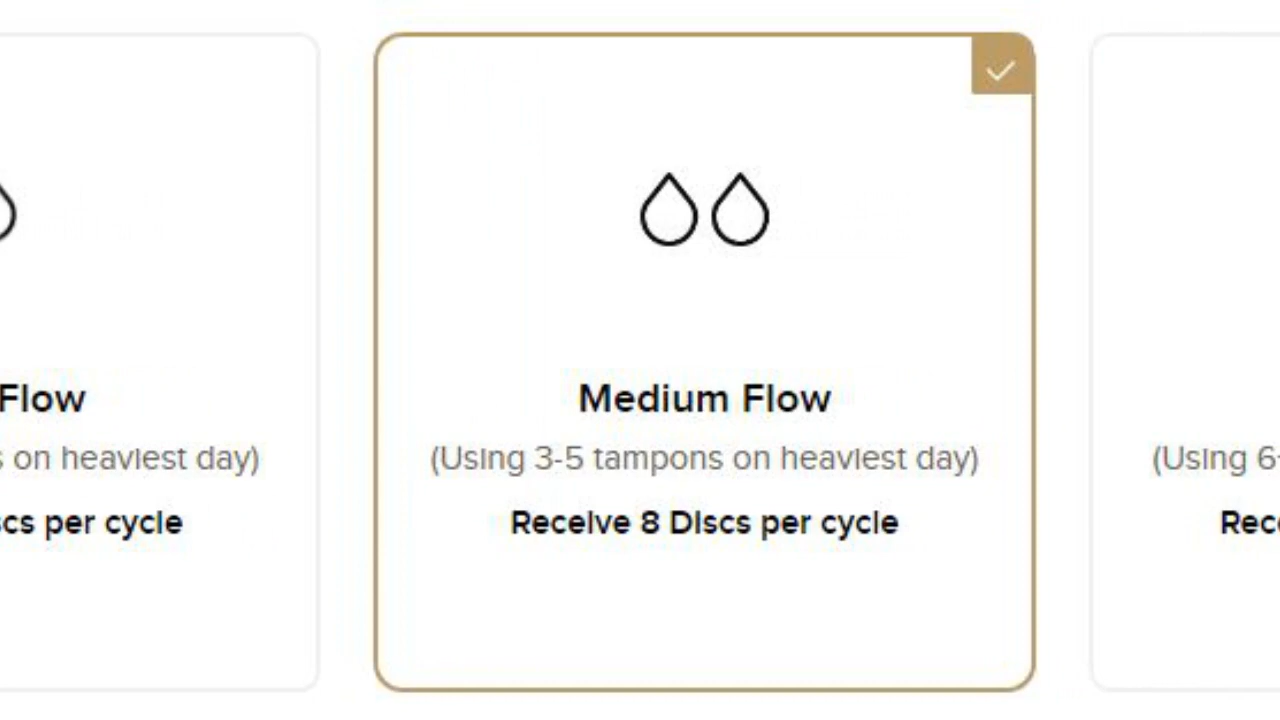 Flow
on heaviest day)
per cycle
Medium Flow
(Using 3-5 tampons on heaviest day)
Receive 8 Discs per cycle
(Using 6